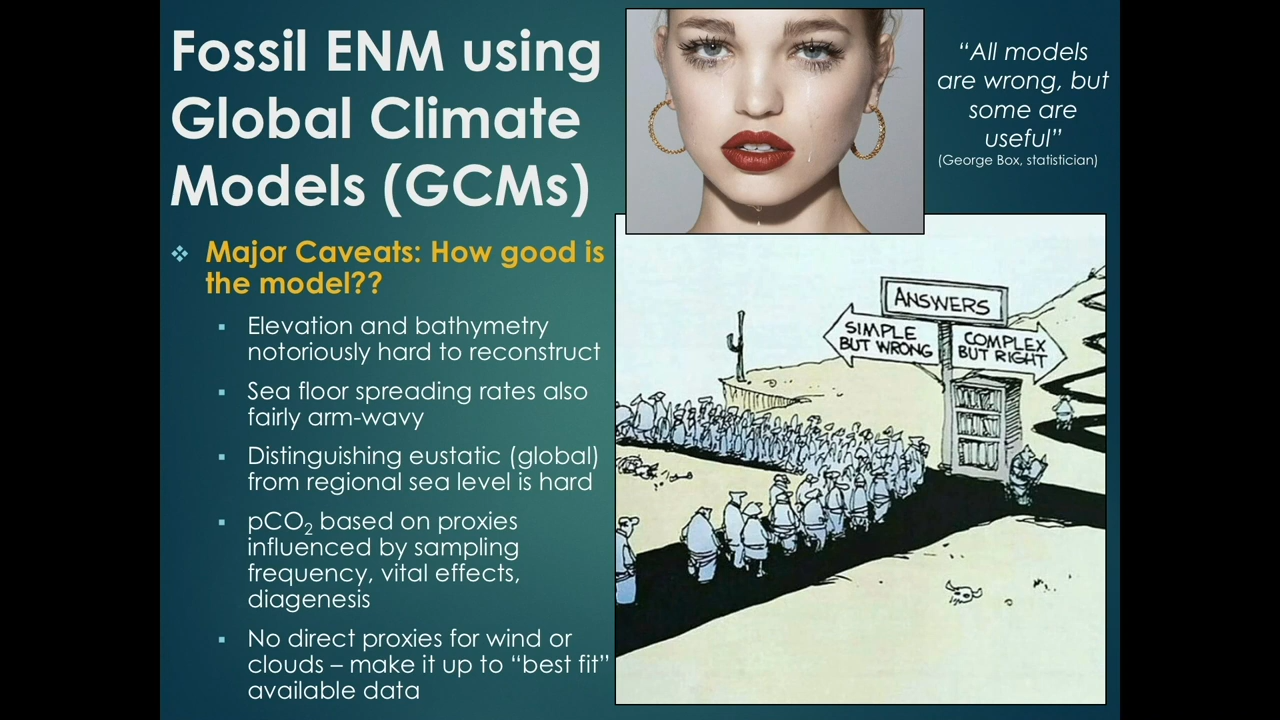 Fossil ENM using
Global Climate
Models (GCMs)
❖ Major Caveats: How good is
the model??
▪ Elevation and bathymetry
notoriously hard to reconstruct
▪ Sea floor spreading rates also
fairly arm-wavy
▪ Distinguishing eustatic (global)
from regional sea level is hard
▪ pCO₂ based on proxies
influenced by sampling
frequency, vital effects,
diagenesis
▪ No direct proxies for wind or
clouds – make it up to “best fit”
available data
“All models
are wrong, but
some are
useful”
(George Box, statistician)
ANSWERS
SIMPLE
BUT WRONG
COMPLEX
BUT RIGHT